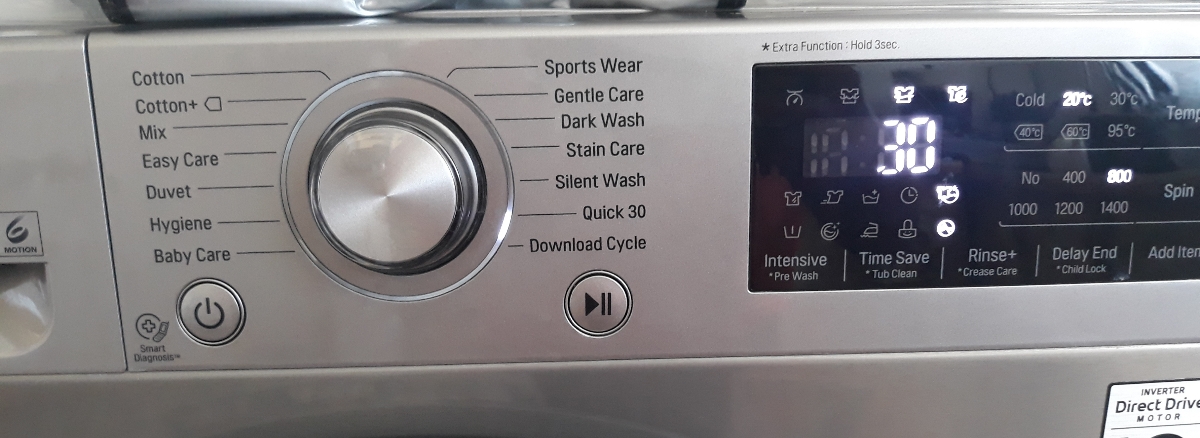 * Extra Function : Hold 3sec.
Cotton
Cotton+
Mix
Easy Care
Duvet
Hygiene
Baby Care
Sports Wear
Gentle Care
Dark Wash
Stain Care
Silent Wash
Quick 30
Download Cycle
MOTION
Smart
Diagnosis™
30
Cold 20°c 30°c
40°c 60°c 95°c
Temp
No 400 800
1000 1200 1400
Spin
Intensive
*Pre Wash
Time Save
*Tub Clean
Rinse+
*Crease Care
Delay End
*Child Lock
Add Item
INVERTER
Direct Drive
MOTOR